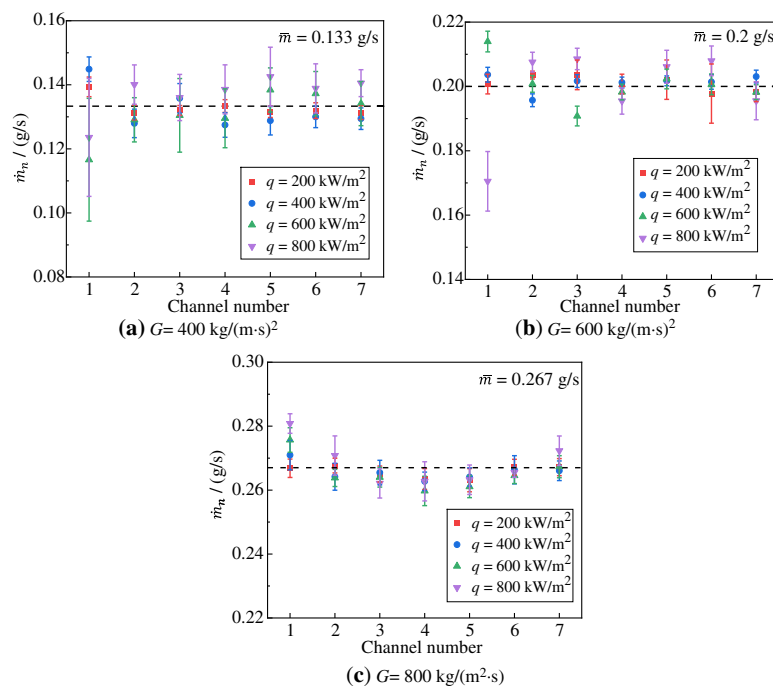 m̄ = 0.133 g/s
0.16
0.14
0.12
0.10
0.08
ṁn / (g/s)
q = 200 kW/m²
q = 400 kW/m²
q = 600 kW/m²
q = 800 kW/m²
1 2 3 4 5 6 7
Channel number
(a) G= 400 kg/(m·s)²
m̄ = 0.2 g/s
0.22
0.20
0.18
0.16
0.14
ṁn / (g/s)
q = 200 kW/m²
q = 400 kW/m²
q = 600 kW/m²
q = 800 kW/m²
1 2 3 4 5 6 7
Channel number
(b) G= 600 kg/(m·s)²
m̄ = 0.267 g/s
0.30
0.28
0.26
0.24
0.22
ṁn / (g/s)
q = 200 kW/m²
q = 400 kW/m²
q = 600 kW/m²
q = 800 kW/m²
1 2 3 4 5 6 7
Channel number
(c) G= 800 kg/(m²·s)